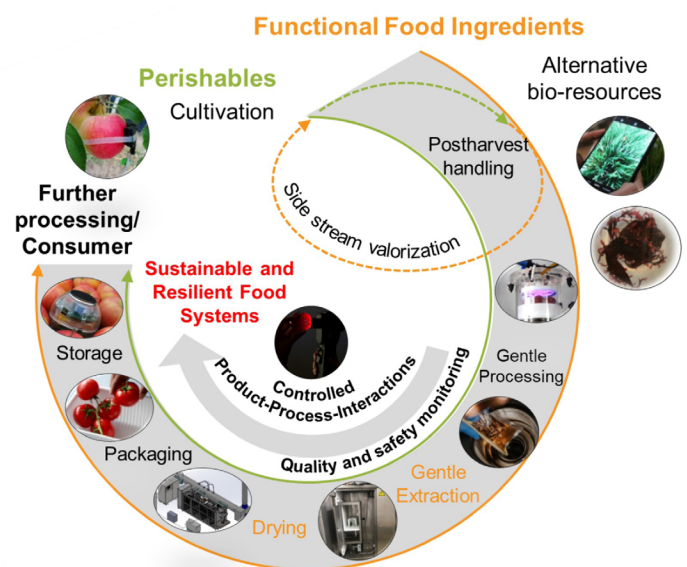 Functional Food Ingredients
Perishables
Cultivation
Alternative
bio-resources
Postharvest
handling
Side stream valorization
Further
processing/
Consumer
Sustainable and
Resilient Food
Systems
Controlled
Product-Process-Interactions
Quality and safety monitoring
Gentle
Processing
Gentle
Extraction
Drying
Packaging
Storage